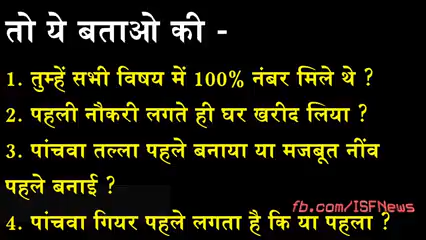 तो ये बताओ की -
1. तुम्हें सभी विषय में 100% नंबर मिले थे ?
2. पहली नौकरी लगते ही घर खरीद लिया ?
3. पांचवा तल्ला पहले बनाया या मजबूत नींव
पहले बनाई ?
fb.com/ISFNews
4. पांचवा गियर पहले लगता है कि या पहला ?